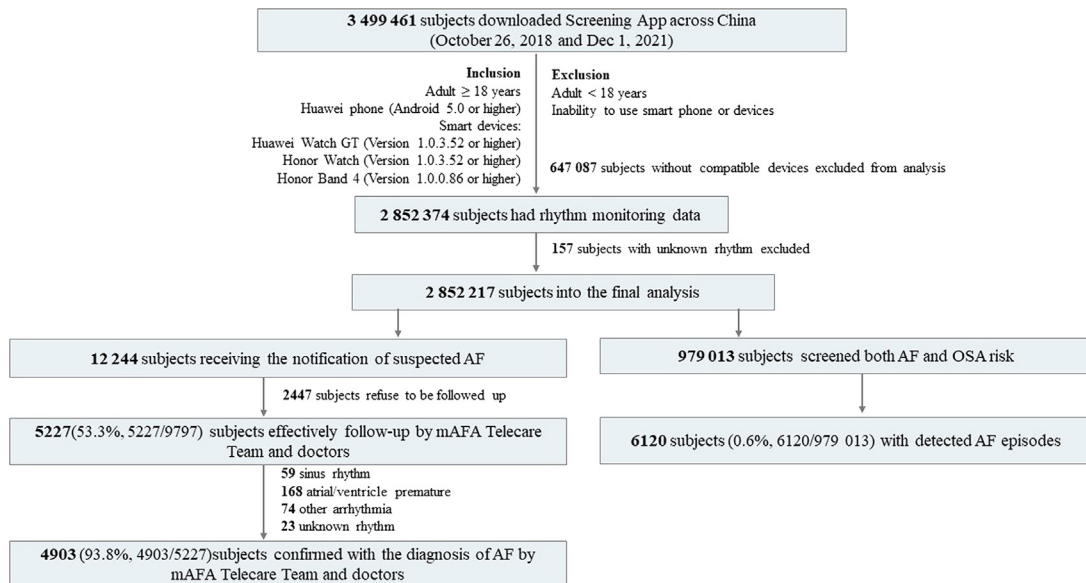 3 499 461 subjects downloaded Screening App across China
(October 26, 2018 and Dec 1, 2021)
Inclusion
Adult ≥ 18 years
Huawei phone (Android 5.0 or higher)
Smart devices:
Huawei Watch GT (Version 1.0.3.52 or higher)
Honor Watch (Version 1.0.3.52 or higher)
Honor Band 4 (Version 1.0.0.86 or higher)
Exclusion
Adult < 18 years
Inability to use smart phone or devices
647 087 subjects without compatible devices excluded from analysis
2 852 374 subjects had rhythm monitoring data
157 subjects with unknown rhythm excluded
2 852 217 subjects into the final analysis
12 244 subjects receiving the notification of suspected AF
2447 subjects refuse to be followed up
5227(53.3%, 5227/9797) subjects effectively follow-up by mAFA Telecare
Team and doctors
59 sinus rhythm
168 atrial/ventricle premature
74 other arrhythmia
23 unknown rhythm
4903 (93.8%, 4903/5227)subjects confirmed with the diagnosis of AF by
mAFA Telecare Team and doctors
979 013 subjects screened both AF and OSA risk
6120 subjects (0.6%, 6120/979 013) with detected AF episodes